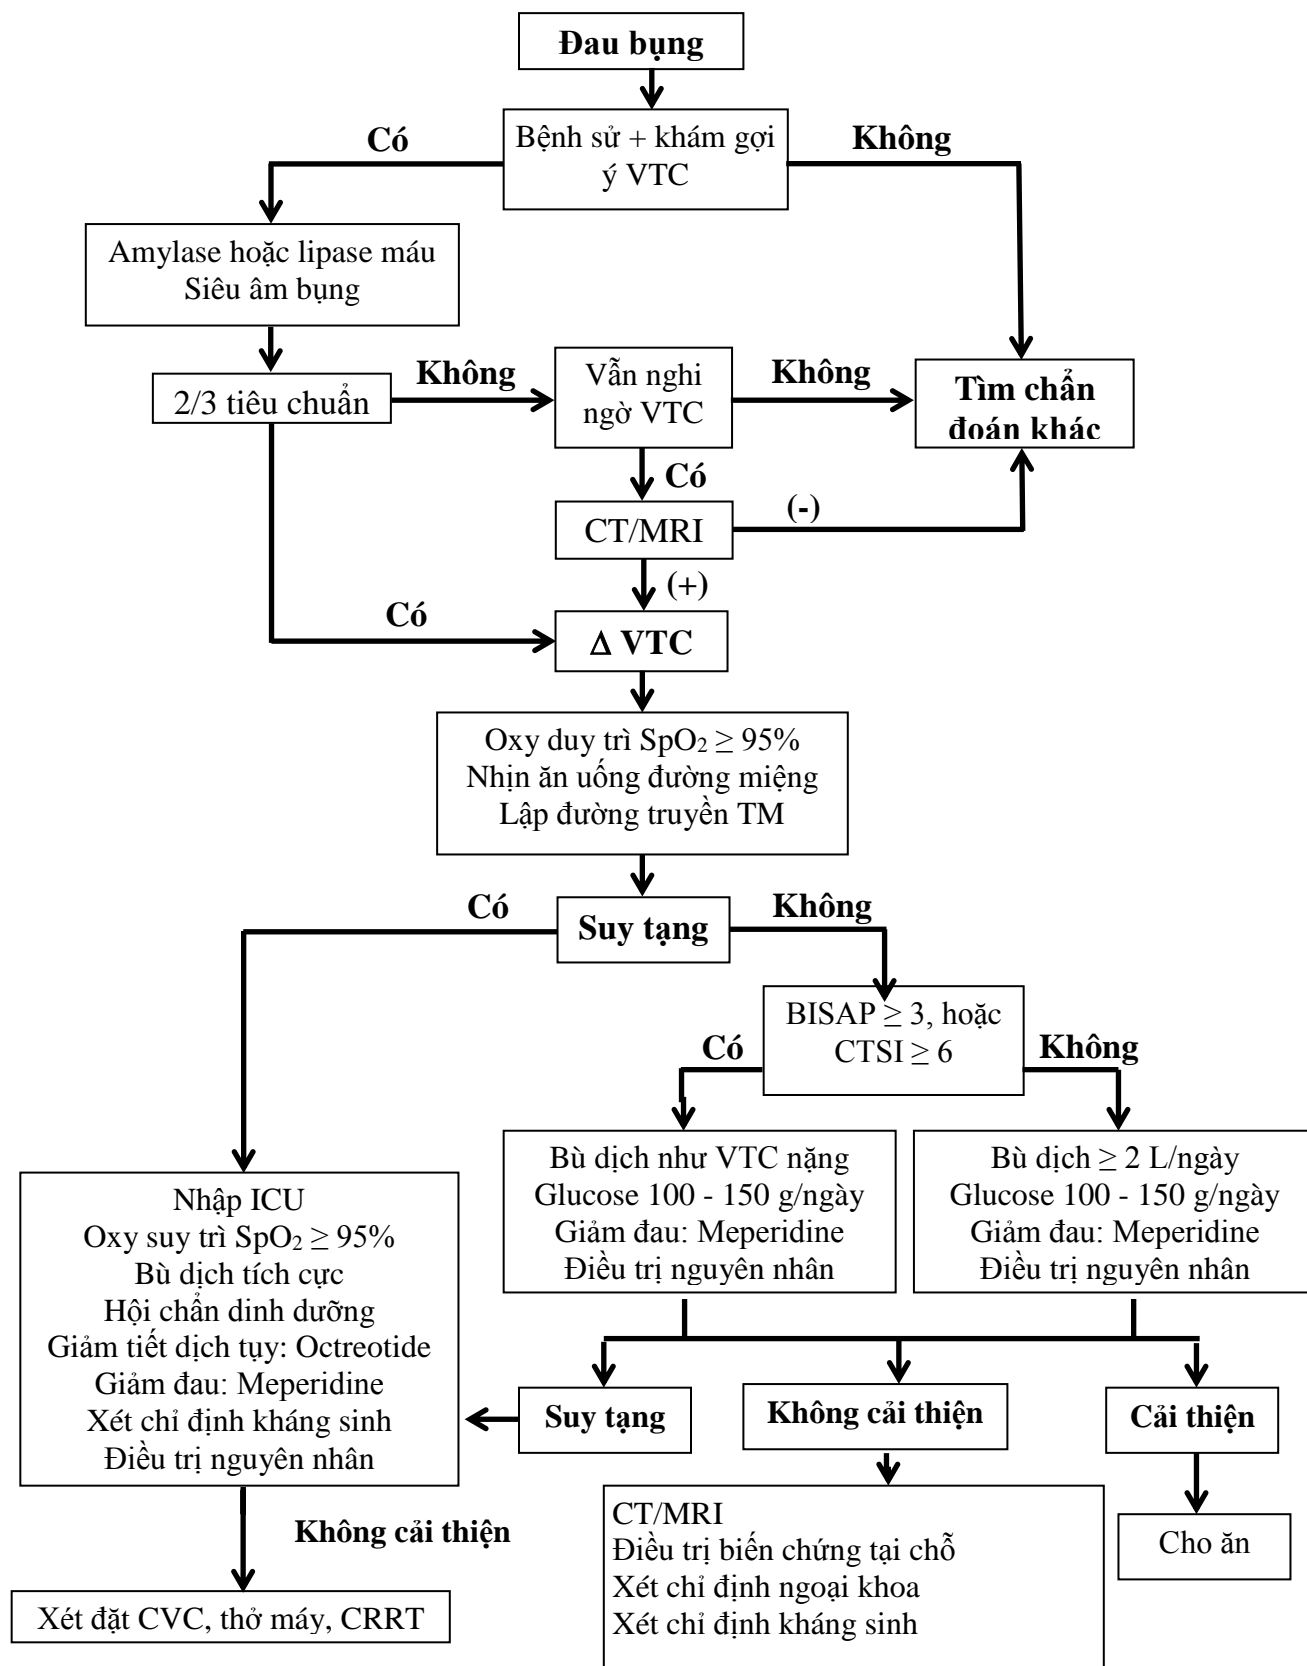 Đau bụng
Có
Bệnh sử + khám gợi
ý VTC
Không
Amylase hoặc lipase máu
Siêu âm bụng
2/3 tiêu chuẩn
Không
Vẫn nghi
ngờ VTC
Không
Tìm chẩn
đoán khác
Có
CT/MRI
(-)
(+)
Có
Δ VTC
Oxy duy trì SpO₂ ≥ 95%
Nhịn ăn uống đường miệng
Lập đường truyền TM
Có
Suy tạng
Không
BISAP ≥ 3, hoặc
CTSI ≥ 6
Có
Không
Bù dịch như VTC nặng
Glucose 100 - 150 g/ngày
Giảm đau: Meperidine
Điều trị nguyên nhân
Bù dịch ≥ 2 L/ngày
Glucose 100 - 150 g/ngày
Giảm đau: Meperidine
Điều trị nguyên nhân
Nhập ICU
Oxy suy trì SpO₂ ≥ 95%
Bù dịch tích cực
Hội chẩn dinh dưỡng
Giảm tiết dịch tụy: Octreotide
Giảm đau: Meperidine
Xét chỉ định kháng sinh
Điều trị nguyên nhân
Suy tạng
Không cải thiện
Cải thiện
Không cải thiện
Xét đặt CVC, thở máy, CRRT
CT/MRI
Điều trị biến chứng tại chỗ
Xét chỉ định ngoại khoa
Xét chỉ định kháng sinh
Cho ăn